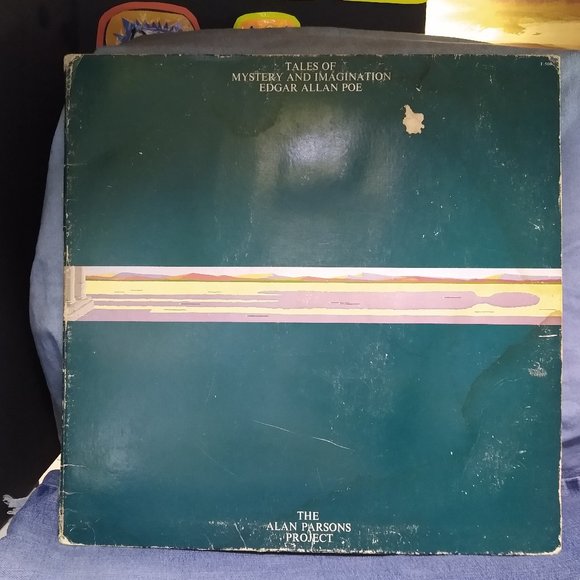 TALES OF
MYSTERY AND IMAGINATION
EDGAR ALLAN POE
THE
ALAN PARSONS
PROJECT